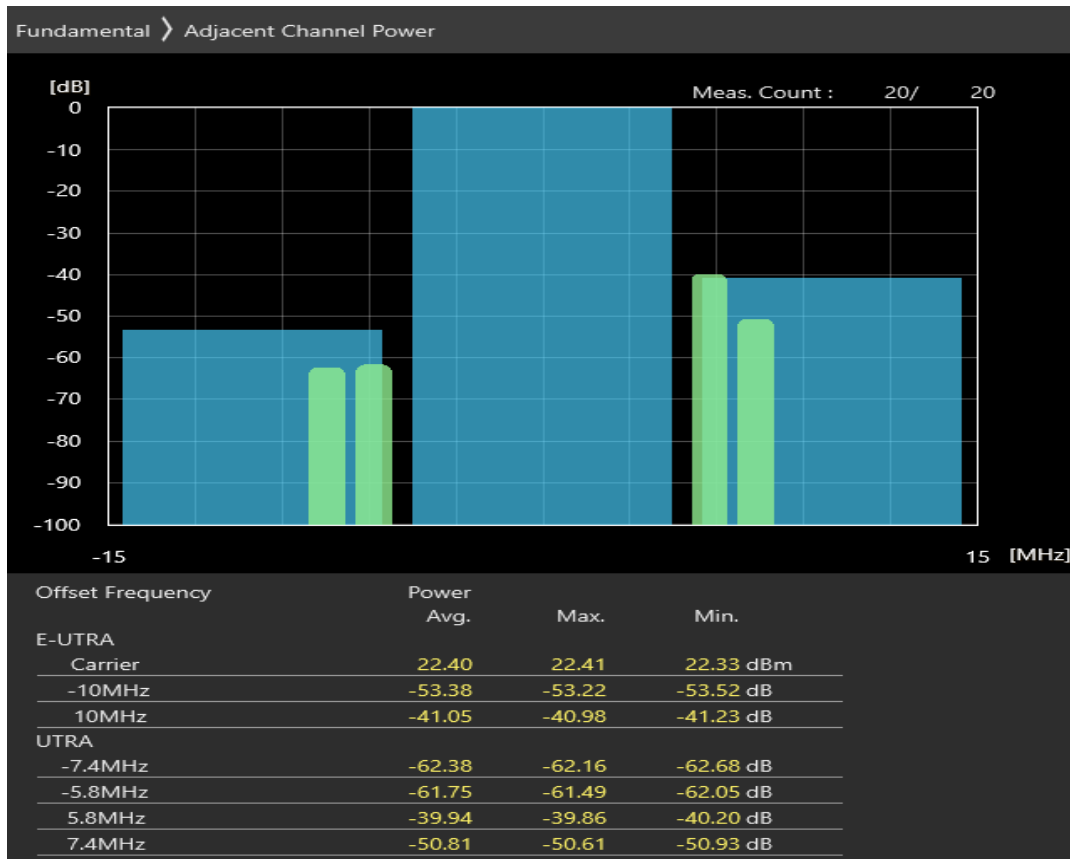 Fundamental ❯ Adjacent Channel Power
[dB]
Meas. Count : 20/ 20
0
-10
-20
-30
-40
-50
-60
-70
-80
-90
-100
-15 15 [MHz]
Offset Frequency Power
Avg. Max. Min.
E-UTRA
Carrier 22.40 22.41 22.33 dBm
-10MHz -53.38 -53.22 -53.52 dB
10MHz -41.05 -40.98 -41.23 dB
UTRA
-7.4MHz -62.38 -62.16 -62.68 dB
-5.8MHz -61.75 -61.49 -62.05 dB
5.8MHz -39.94 -39.86 -40.20 dB
7.4MHz -50.81 -50.61 -50.93 dB